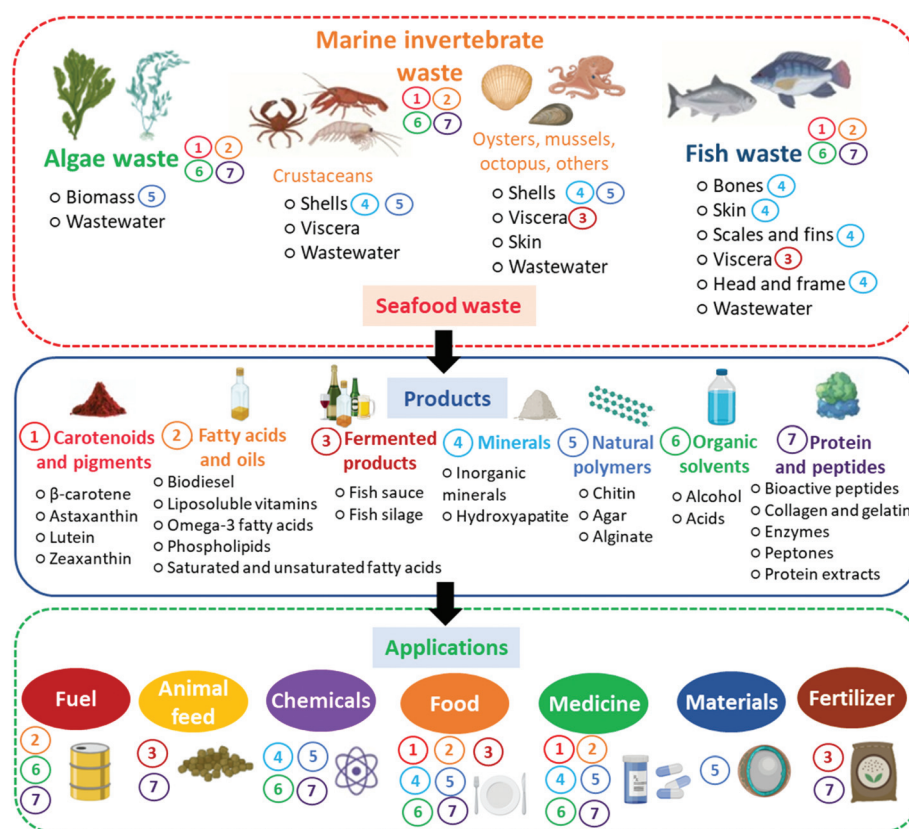 Marine invertebrate
waste
1 2
6 7
Algae waste 1 2
6 7
Biomass 5
Wastewater
Crustaceans
Shells 4 5
Viscera
Wastewater
Oysters, mussels,
octopus, others
Shells 4 5
Viscera 3
Skin
Wastewater
Fish waste 1 2
6 7
Bones 4
Skin 4
Scales and fins 4
Viscera 3
Head and frame 4
Wastewater
Seafood waste
Products
1 Carotenoids
and pigments
β-carotene
Astaxanthin
Lutein
Zeaxanthin
2 Fatty acids
and oils
Biodiesel
Liposoluble vitamins
Omega-3 fatty acids
Phospholipids
Saturated and unsaturated fatty acids
3 Fermented
products
Fish sauce
Fish silage
4 Minerals
Inorganic
minerals
Hydroxyapatite
5 Natural
polymers
Chitin
Agar
Alginate
6 Organic
solvents
Alcohol
Acids
7 Protein
and peptides
Bioactive peptides
Collagen and gelatin
Enzymes
Peptones
Protein extracts
Applications
Fuel
2
6
7
Animal
feed
3
7
Chemicals
4 5
6 7
Food
1 2 3
4 5
6 7
Medicine
1 2
4 5
6 7
Materials
5
Fertilizer
3
7